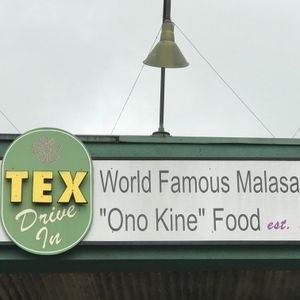 TEX
Drive
In
World Famous Malasa
"Ono Kine" Food est.